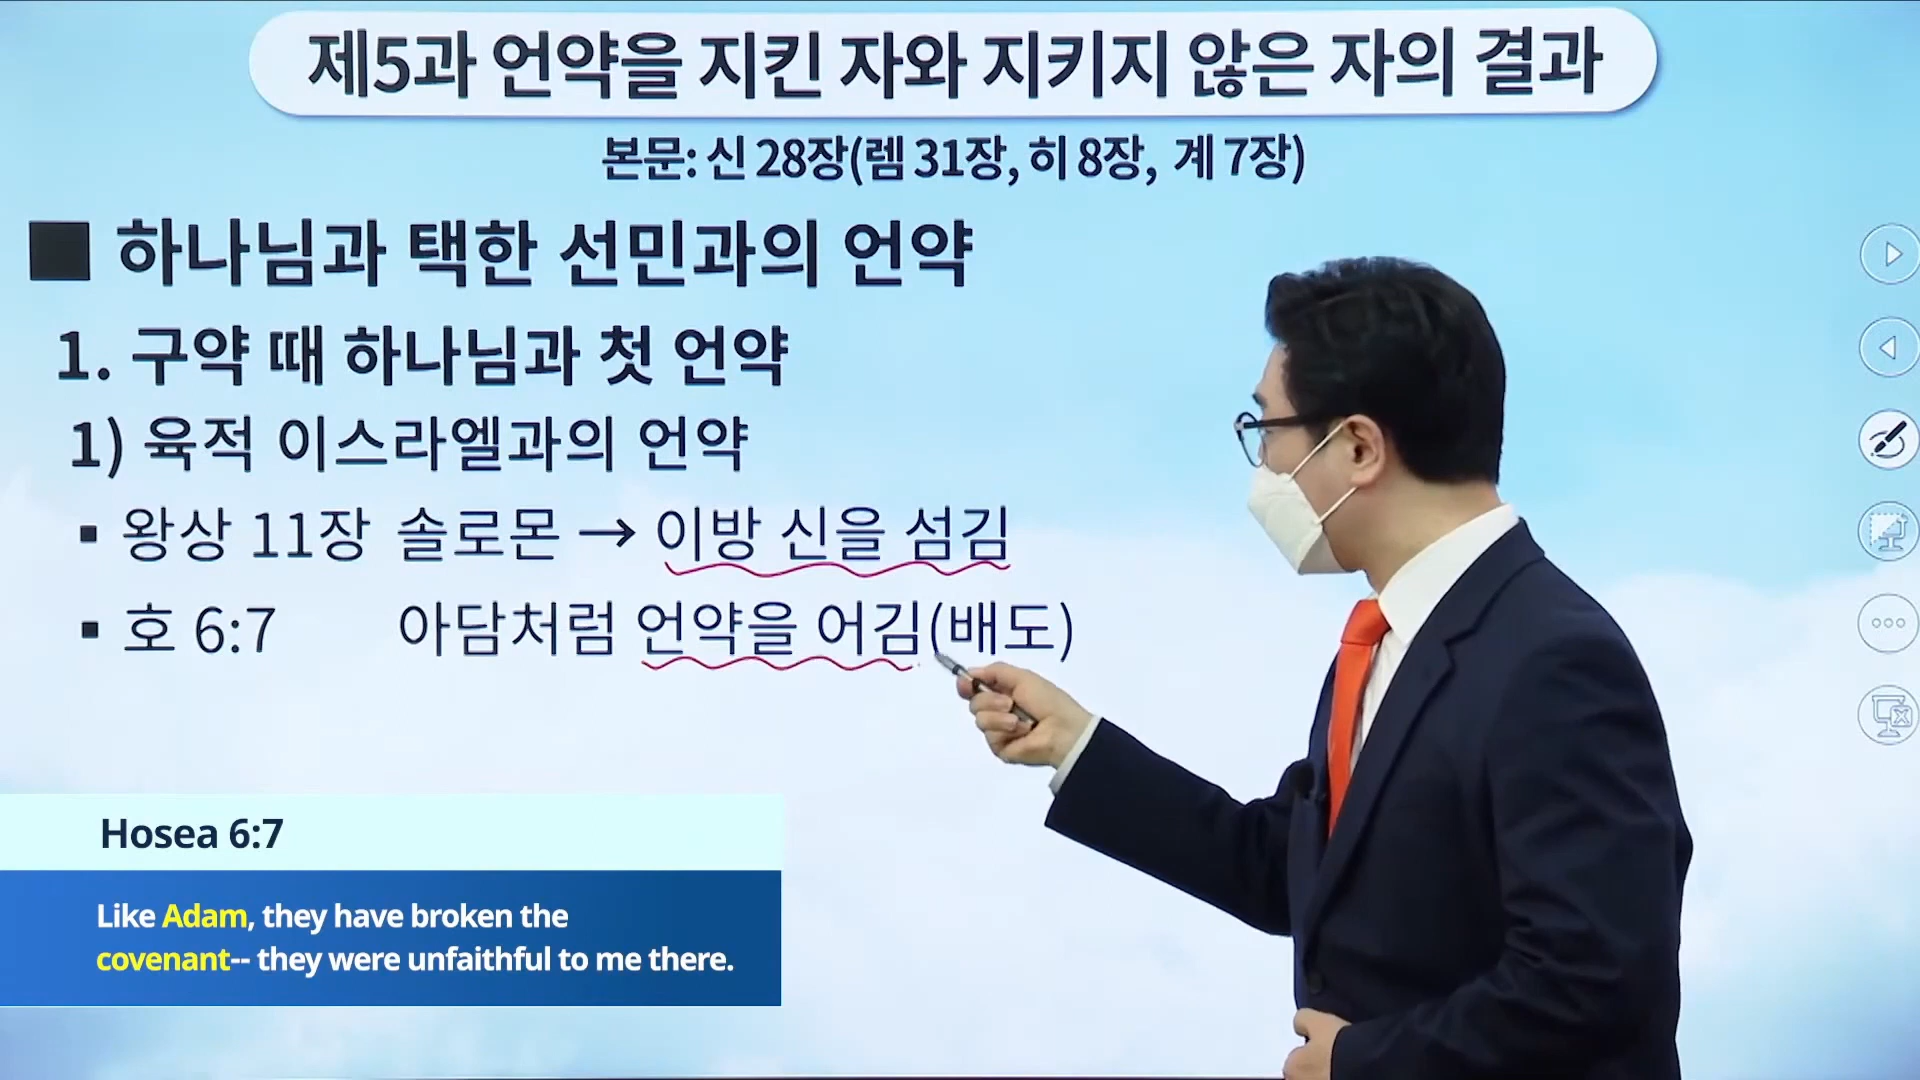 제5과 언약을 지킨 자와 지키지 않은 자의 결과
본문: 신 28장(렘 31장, 히 8장, 계 7장)
■ 하나님과 택한 선민과의 언약
1. 구약 때 하나님과 첫 언약
1) 육적 이스라엘과의 언약
▪ 왕상 11장 솔로몬 → 이방 신을 섬김
▪ 호 6:7 아담처럼 언약을 어김(배도)
Hosea 6:7
Like Adam, they have broken the
covenant-- they were unfaithful to me there.